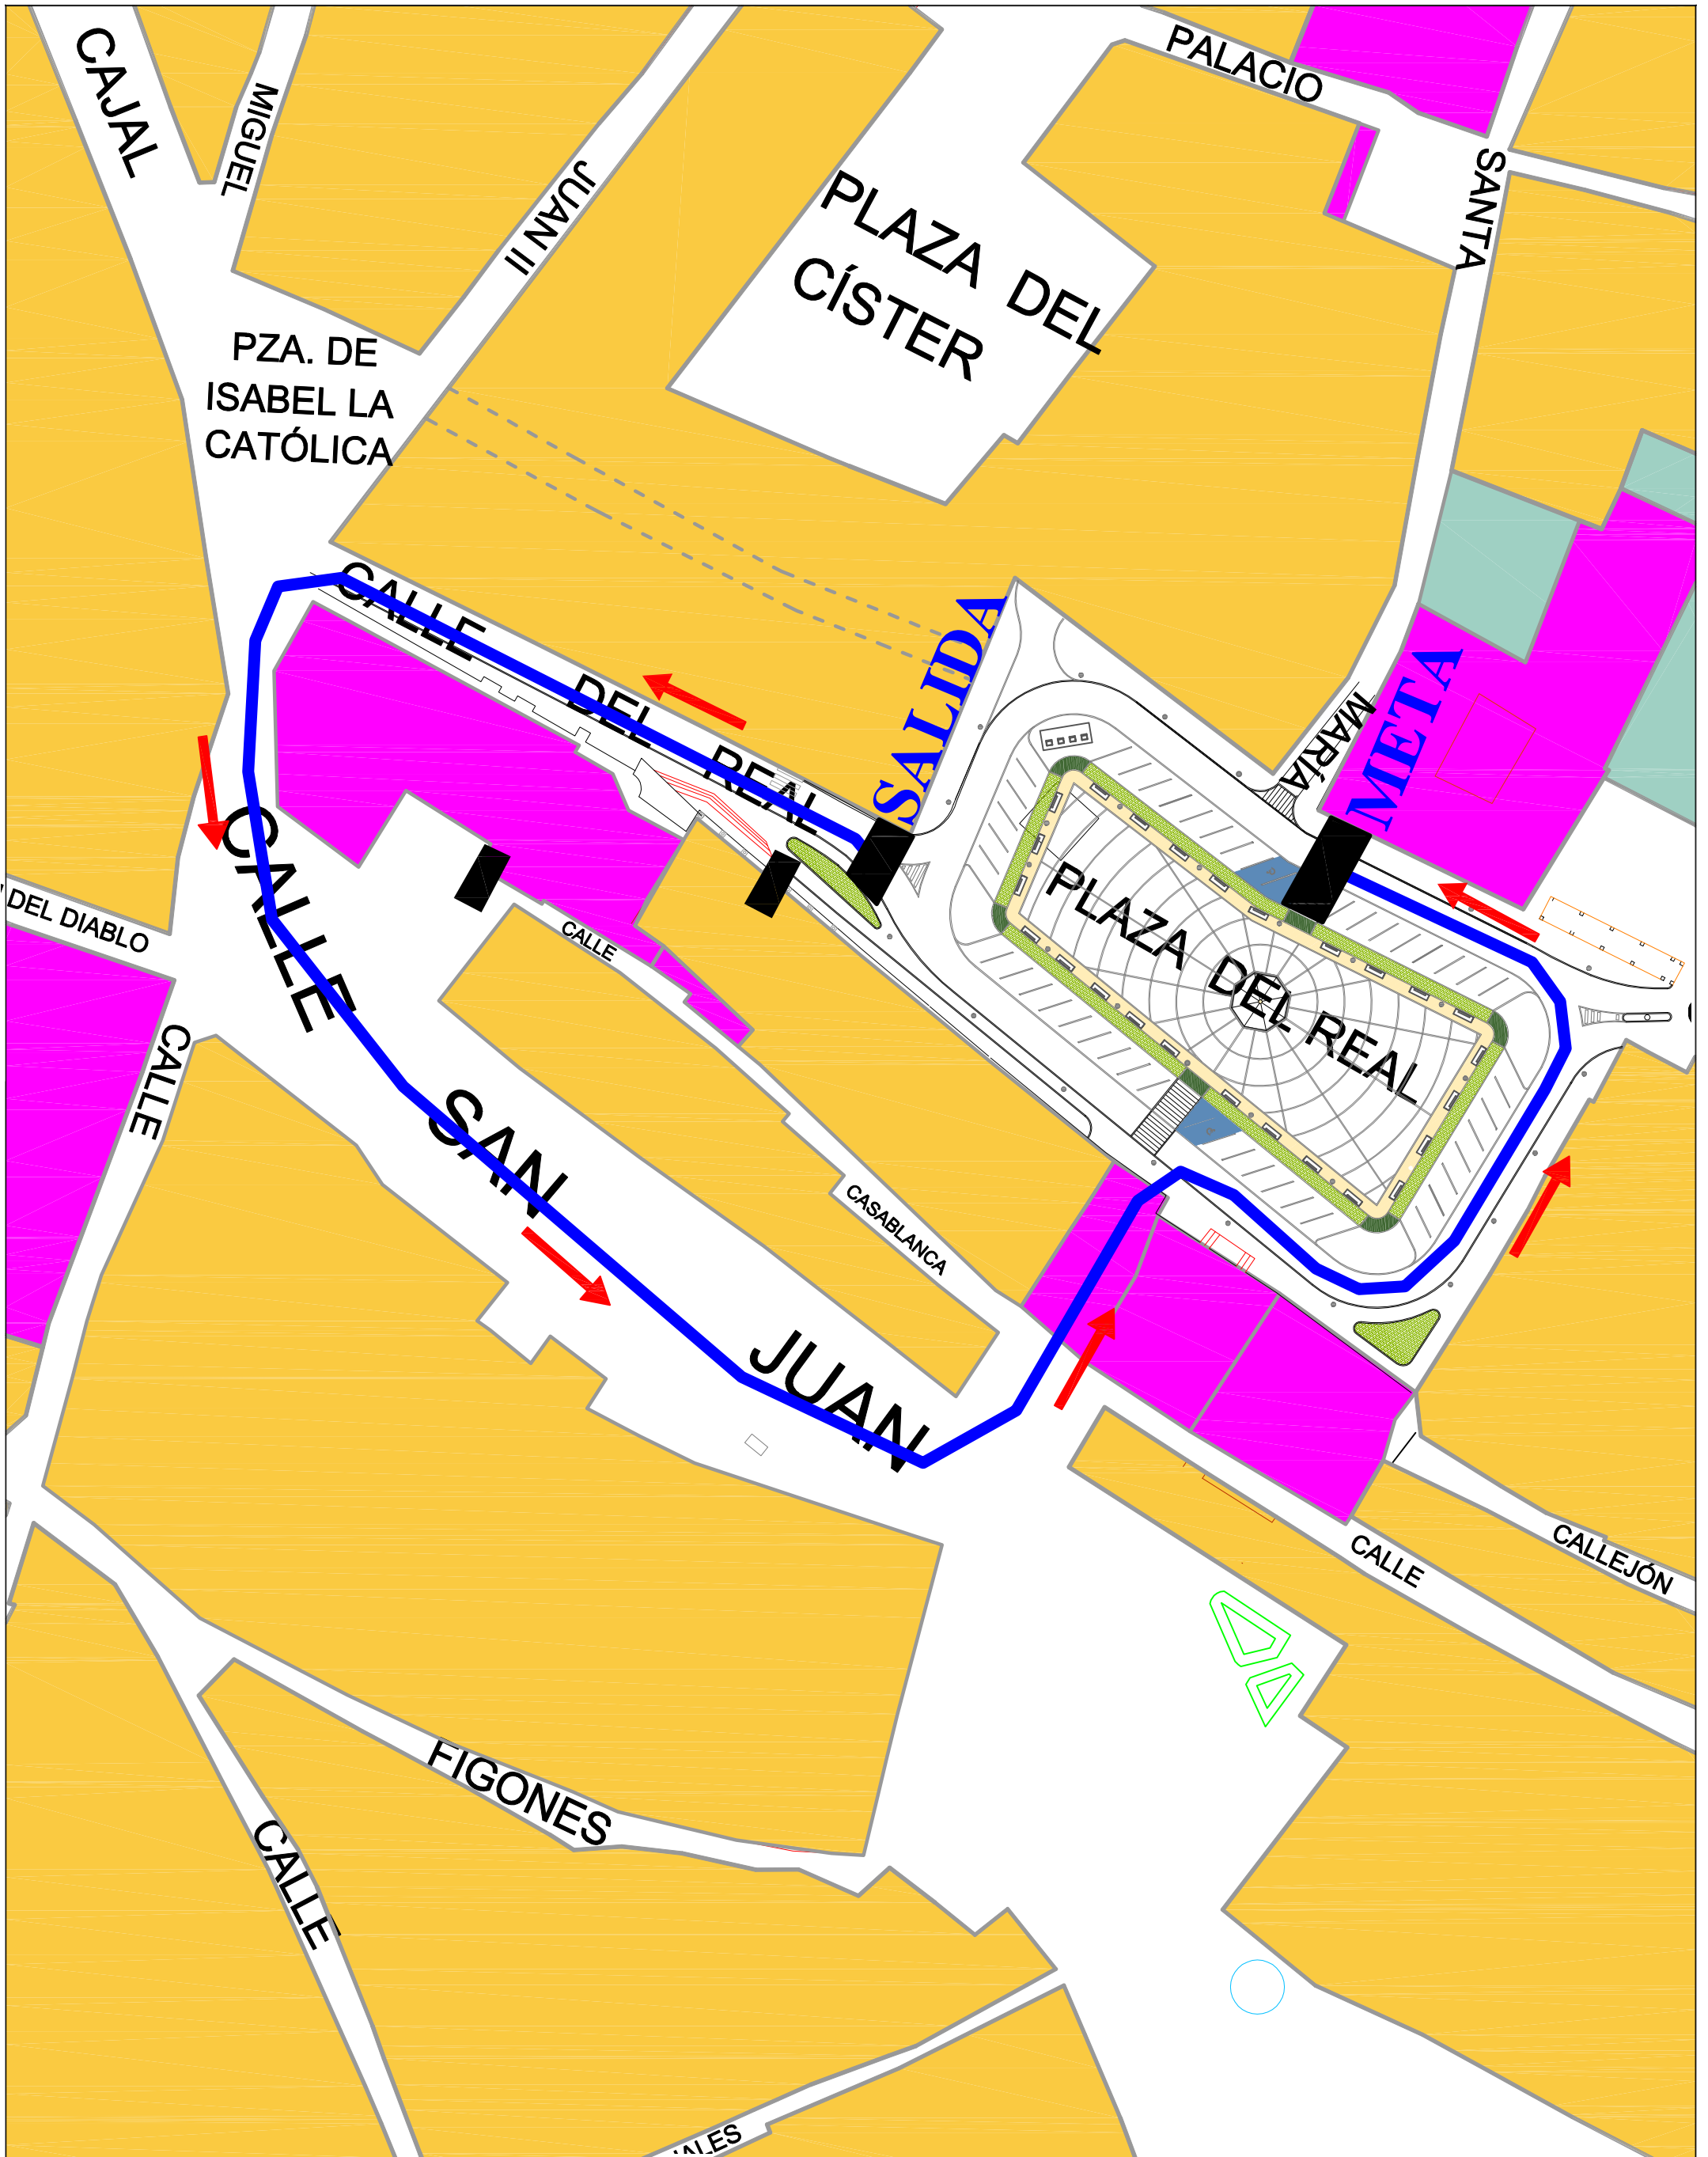 CAJAL
MIGUEL
JUAN III
PALACIO
SANTA
PLAZA DEL
CÍSTER
PZA. DE
ISABEL LA
CATÓLICA
CALLE DEL REAL
SALIDA
MARÍA
META
CALLE
DEL DIABLO
CALLE
CALLE
PLAZA DEL REAL
SAN
CASABLANCA
JUAN
CALLE
CALLEJÓN
FIGONES
CALLE